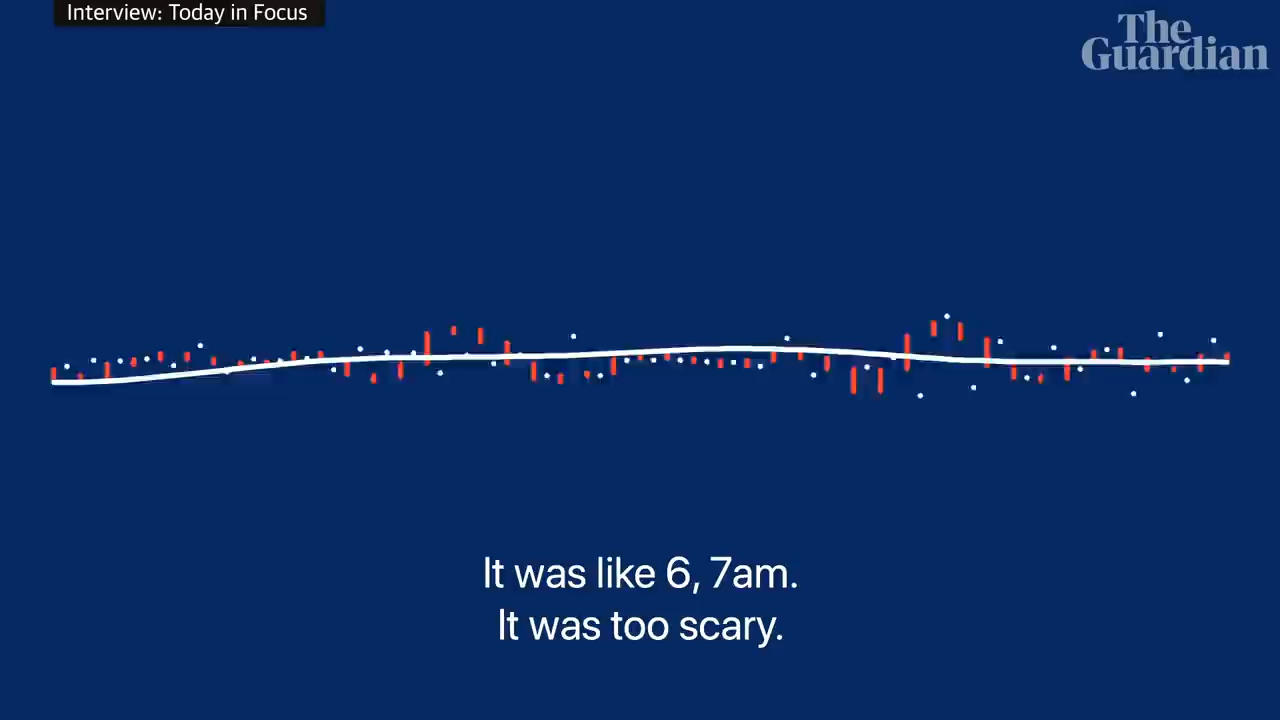 Interview: Today in Focus
The
Guardian
It was like 6, 7am.
It was too scary.